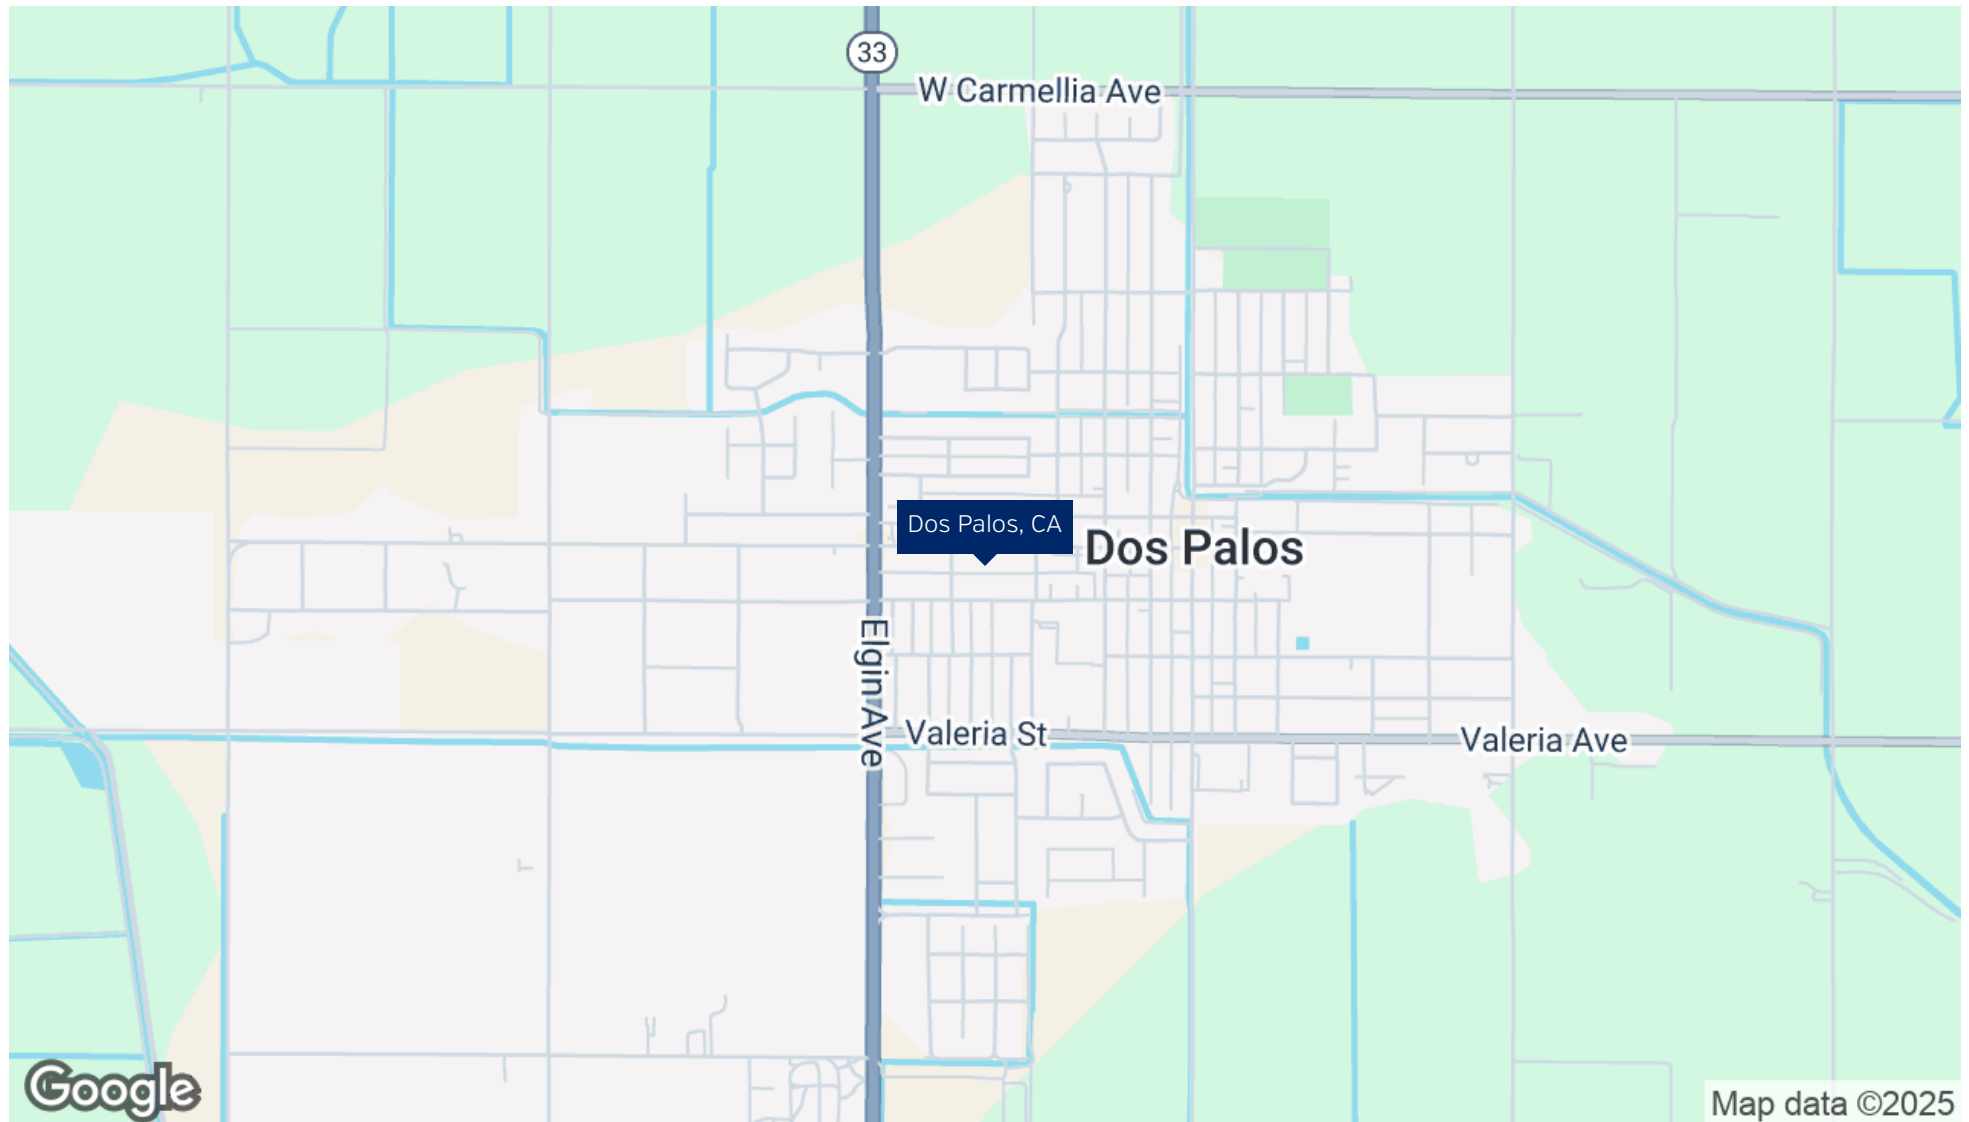 33
W Carmellia Ave
Dos Palos, CA
Dos Palos
Elgin Ave
Valeria St
Valeria Ave
Google
Map data ©2025